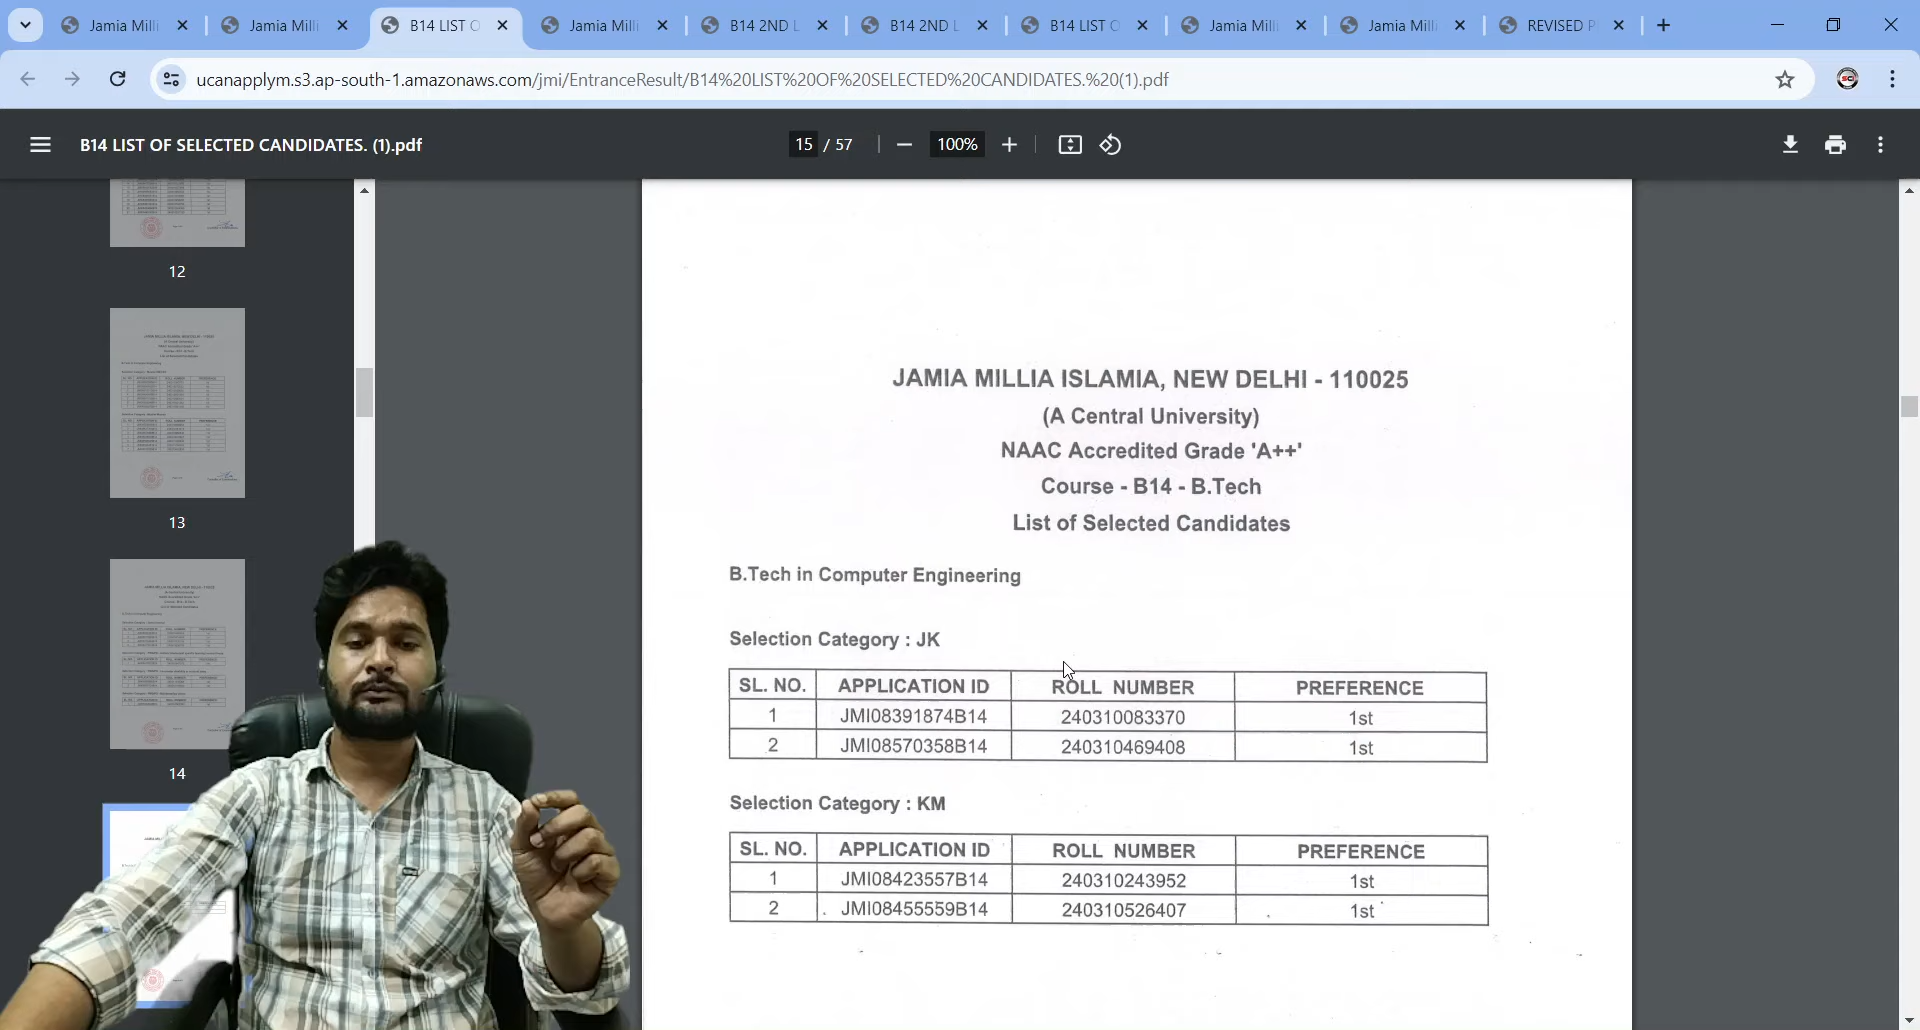 Jamia Milli
Jamia Milli
B14 LIST O
Jamia Milli
B14 2ND L
B14 2ND L
B14 LIST O
Jamia Milli
Jamia Mill
REVISED P
ucanapplym.s3.ap-south-1.amazonaws.com/jmi/EntranceResult/B14%20LIST%20OF%20SELECTED%20CANDIDATES.%20(1).pdf
B14 LIST OF SELECTED CANDIDATES. (1).pdf
15 / 57
100%
12
13
14
JAMIA MILLIA ISLAMIA, NEW DELHI - 110025
(A Central University)
NAAC Accredited Grade 'A++'
Course - B14 - B.Tech
List of Selected Candidates
B.Tech in Computer Engineering
Selection Category : JK
SL. NO. APPLICATION ID ROLL NUMBER PREFERENCE
1 JMI08391874B14 240310083370 1st
2 JMI08570358B14 240310469408 1st
Selection Category : KM
SL. NO. APPLICATION ID ROLL NUMBER PREFERENCE
1 JMI08423557B14 240310243952 1st
2 JMI08455559B14 240310526407 1st